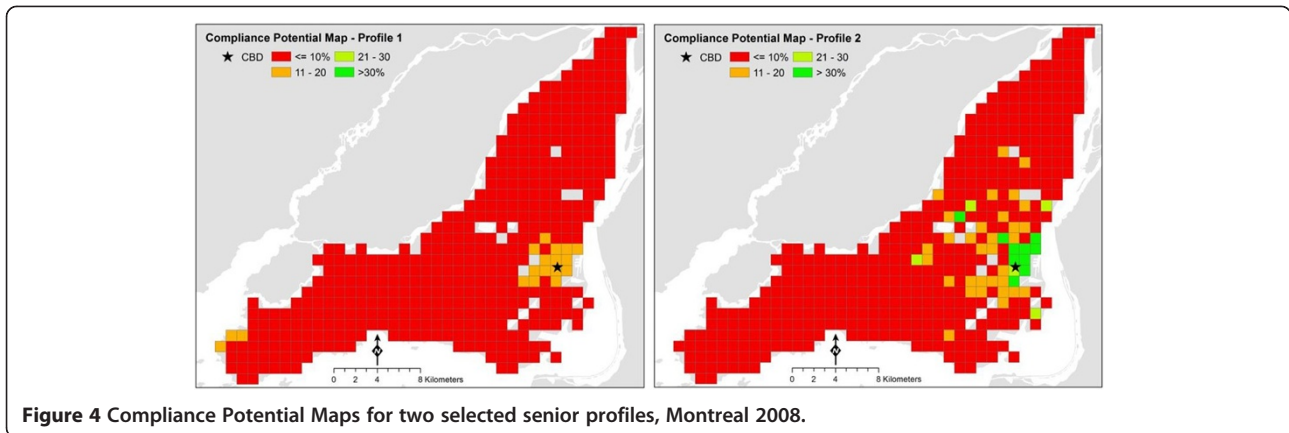 Compliance Potential Map - Profile 1
★ CBD <= 10% 21 - 30
11 - 20 >30%
N
0 2 4 8 Kilometers
Compliance Potential Map - Profile 2
★ CBD <= 10% 21 - 30
11 - 20 > 30%
N
0 2 4 8 Kilometers
Figure 4 Compliance Potential Maps for two selected senior profiles, Montreal 2008.